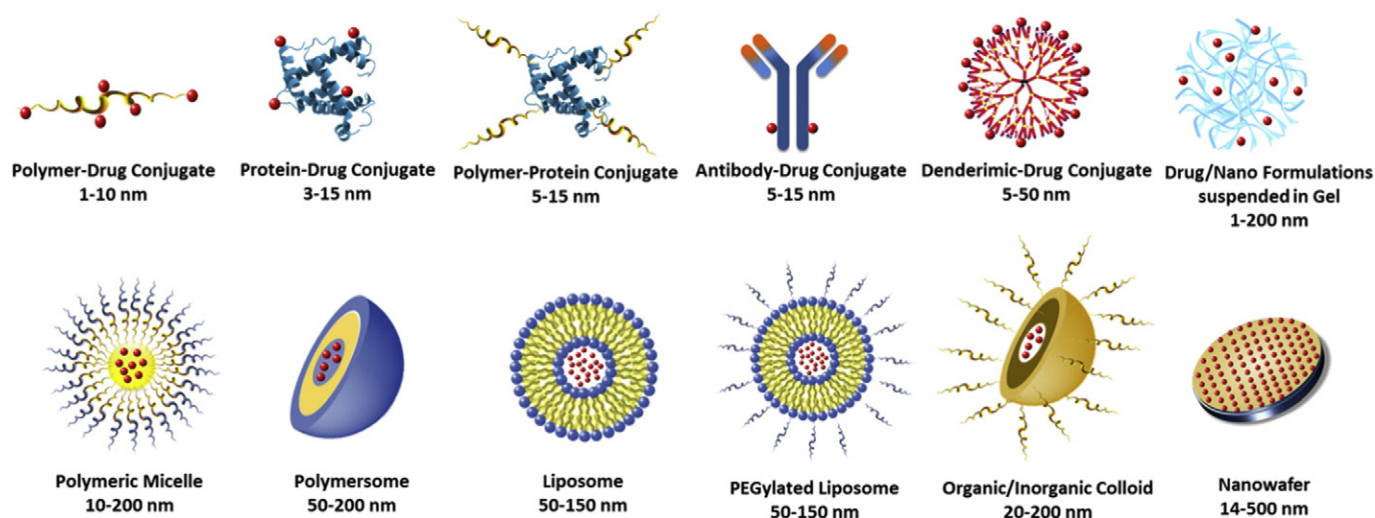 Polymer-Drug Conjugate
1-10 nm
Protein-Drug Conjugate
3-15 nm
Polymer-Protein Conjugate
5-15 nm
Antibody-Drug Conjugate
5-15 nm
Denderimic-Drug Conjugate
5-50 nm
Drug/Nano Formulations
suspended in Gel
1-200 nm
Polymeric Micelle
10-200 nm
Polymersome
50-200 nm
Liposome
50-150 nm
PEGylated Liposome
50-150 nm
Organic/Inorganic Colloid
20-200 nm
Nanowafer
14-500 nm